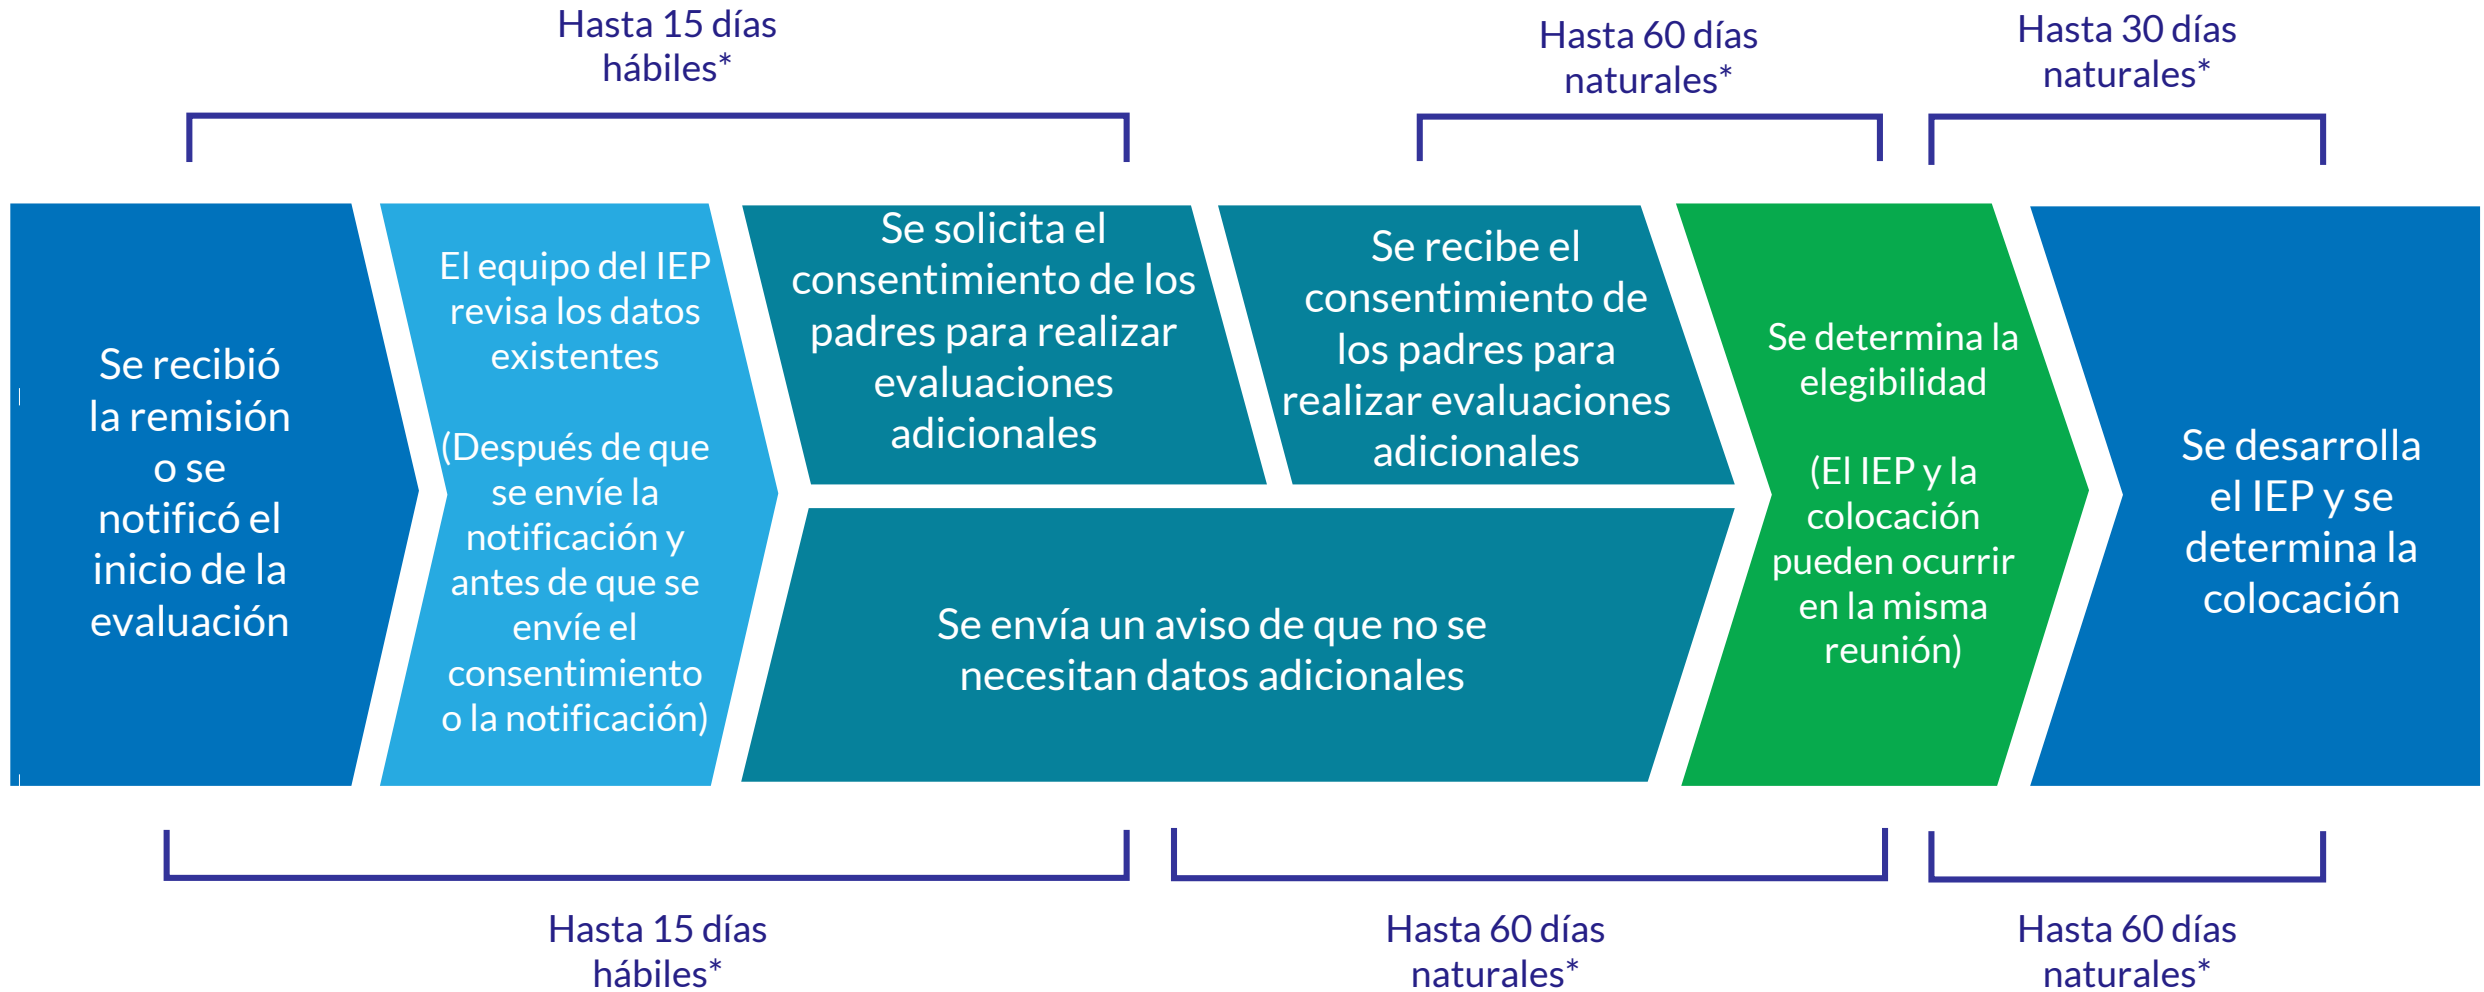 Hasta 15 días
hábiles*
Hasta 60 días
naturales*
Hasta 30 días
naturales*
Se recibió
la remisión
o se
notificó el
inicio de la
evaluación
El equipo del IEP
revisa los datos
existentes
(Después de que
se envíe la
notificación y
antes de que se
envíe el
consentimiento
o la notificación)
Se solicita el
consentimiento de los
padres para realizar
evaluaciones
adicionales
Se recibe el
consentimiento de
los padres para
realizar evaluaciones
adicionales
Se envía un aviso de que no se
necesitan datos adicionales
Se determina la
elegibilidad
(El IEP y la
colocación
pueden ocurrir
en la misma
reunión)
Se desarrolla
el IEP y se
determina la
colocación
Hasta 15 días
hábiles*
Hasta 60 días
naturales*
Hasta 60 días
naturales*